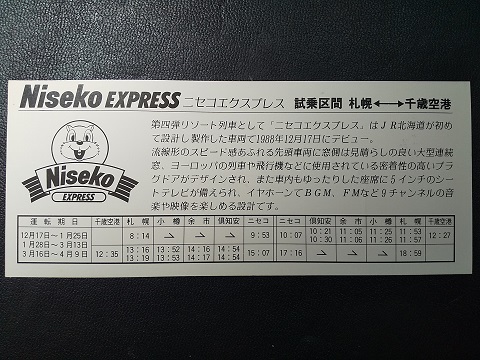 Niseko EXPRESS ニセコエクスプレス 試乗区間 札幌←→千歳空港
第四弾リゾート列車として「ニセコエクスプレス」はJR北海道が初め
て設計し製作した車両で1988年12月17日にデビュー。
流線形のスピード感あふれる先頭車両に窓側は見晴らしの良い大型連続
窓、ヨーロッパの列車や飛行機などに使用されている密着性の高いプラ
グドアがデザインされ、また車内もゆったりした座席に5インチのシー
トテレビが備えられ、イヤホーンてBGM、FMなど9チャンネルの音
楽や映像を楽しめる設計です。
Niseko
EXPRESS
運転期日 千歳空港 札幌 小樽 余市 倶知安 ニセコ ニセコ 倶知安 余市 小樽 札幌 千歳空港
12月17日～1月25日
1月28日～3月13日
3月16日～4月9日
8:14 → → → 9:53 10:07 10:21 10:30 11:05 11:06 11:26 11:26 11:53 11:57 12:27
12:35 13:16 13:19 13:52 13:53 14:16 14:17 14:54 14:54 15:07 17:16 → → → 18:59